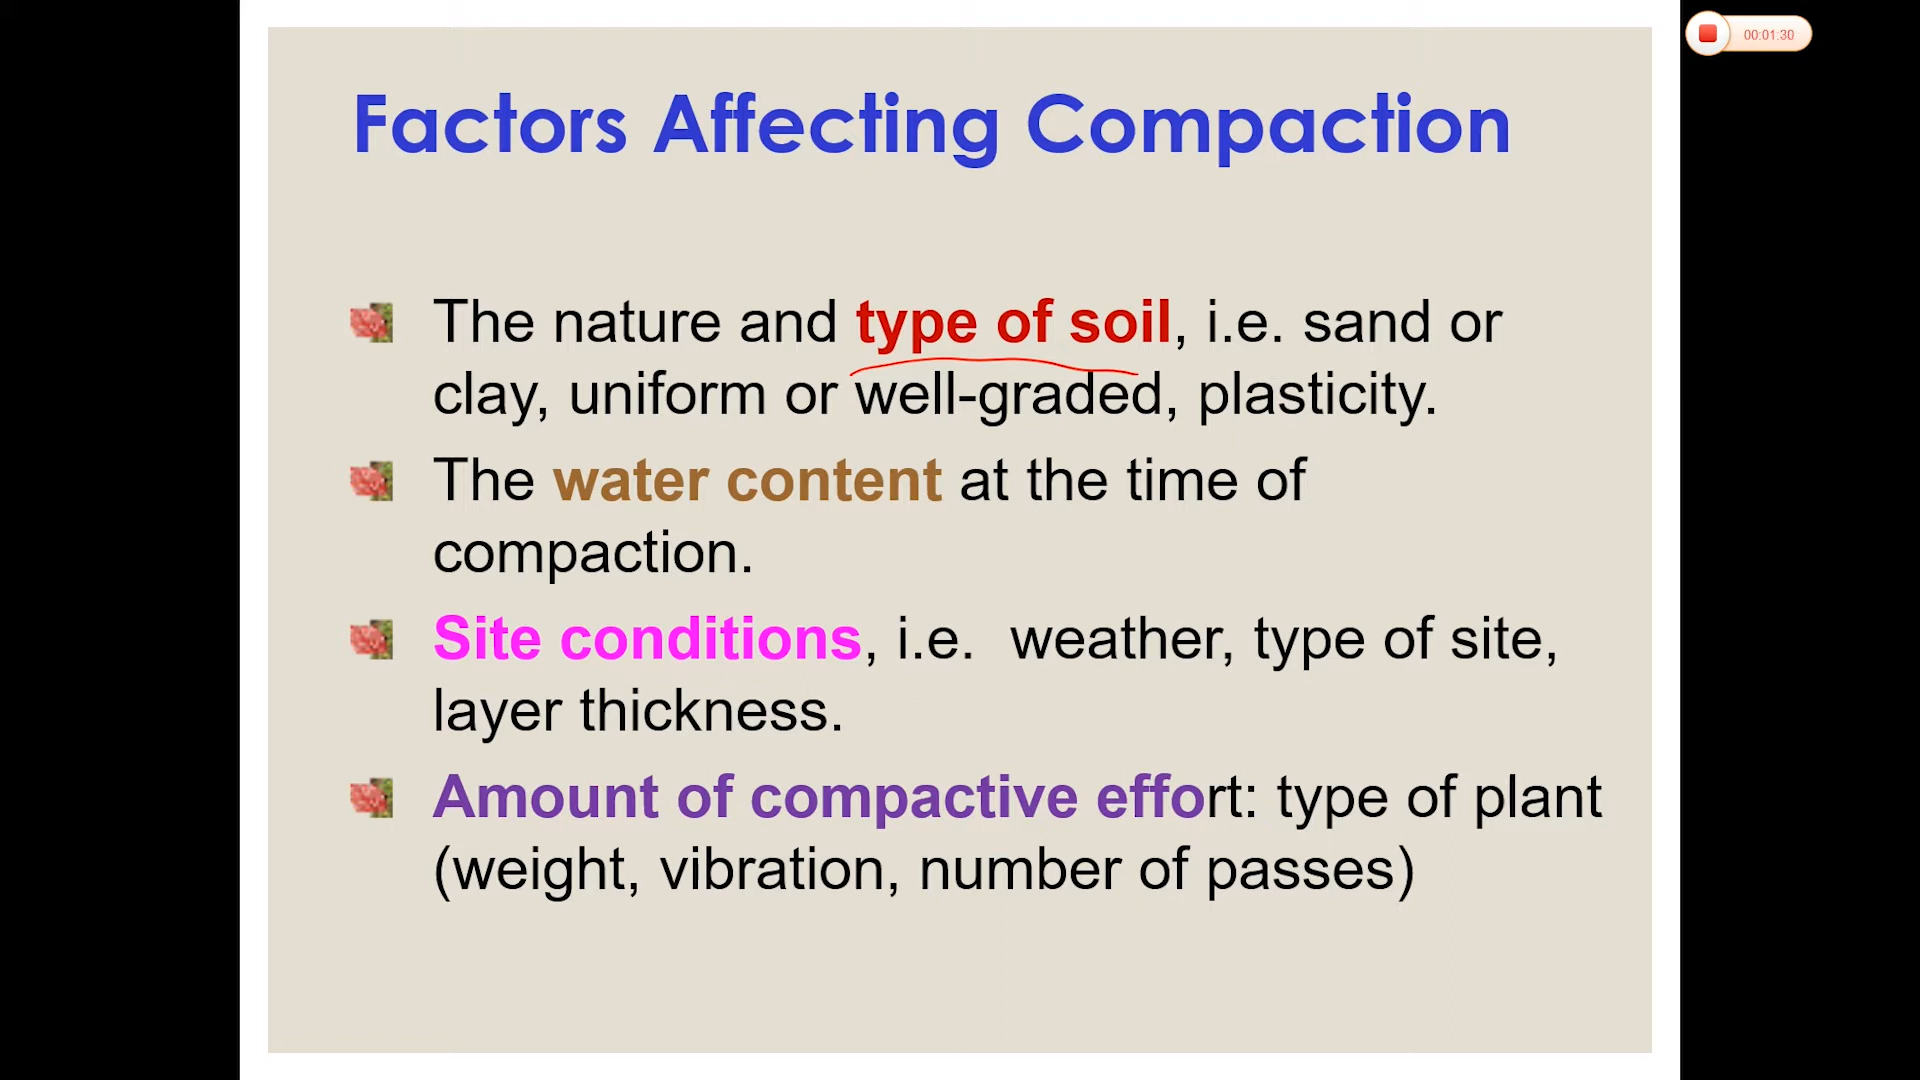 00:01:30
Factors Affecting Compaction
The nature and type of soil, i.e. sand or
clay, uniform or well-graded, plasticity.
The water content at the time of
compaction.
Site conditions, i.e.  weather, type of site,
layer thickness.
Amount of compactive effort: type of plant
(weight, vibration, number of passes)